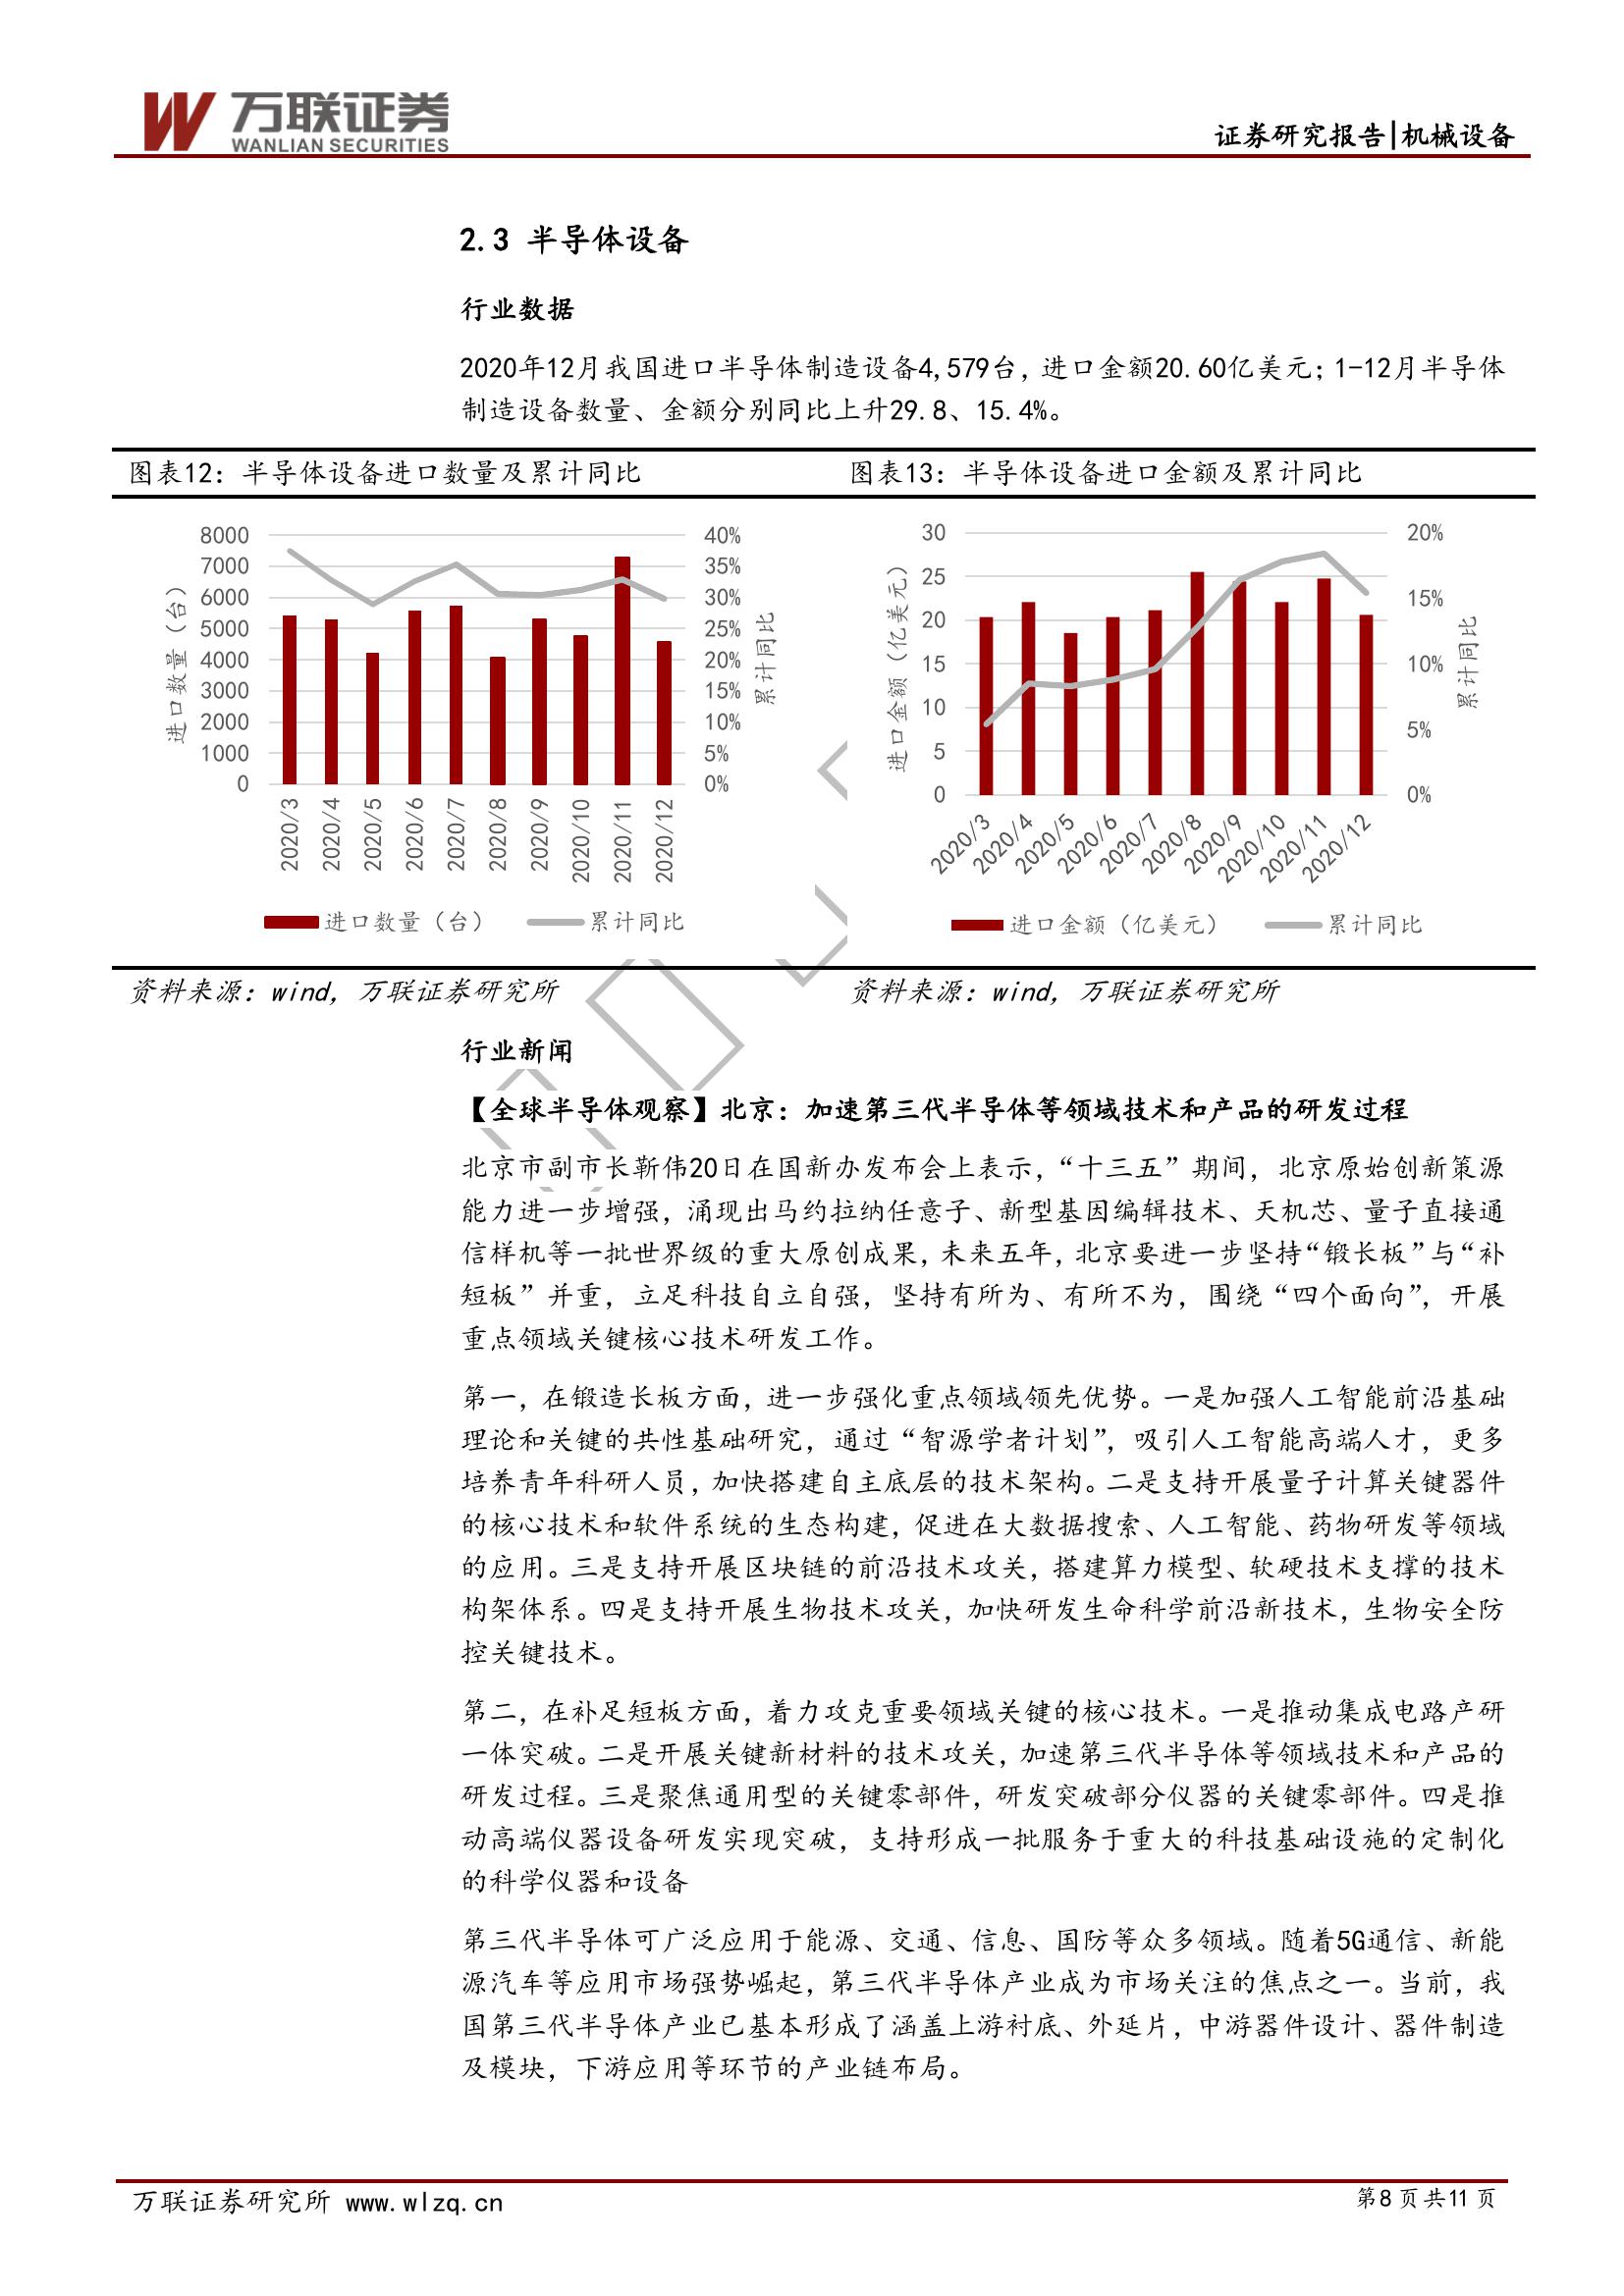 万联证券
WANLIAN SECURITIES
证券研究报告|机械设备
2.3 半导体设备
行业数据
2020年12月我国进口半导体制造设备4,579台，进口金额20.60亿美元；1-12月半导体
制造设备数量、金额分别同比上升29.8、15.4%。
图表12：半导体设备进口数量及累计同比
8000
7000
6000
5000
4000
3000
2000
1000
0
进口数量（台）
40%
35%
30%
25%
20%
15%
10%
5%
0%
累计同比
2020/3
2020/4
2020/5
2020/6
2020/7
2020/8
2020/9
2020/10
2020/11
2020/12
进口数量（台）
累计同比
资料来源：wind, 万联证券研究所
图表13：半导体设备进口金额及累计同比
30
25
20
15
10
5
0
进口金额（亿美元）
20%
15%
10%
5%
0%
累计同比
2020/3
2020/4
2020/5
2020/6
2020/7
2020/8
2020/9
2020/10
2020/11
2020/12
进口金额（亿美元）
累计同比
资料来源：wind, 万联证券研究所
行业新闻
【全球半导体观察】北京：加速第三代半导体等领域技术和产品的研发过程
北京市副市长靳伟20日在国新办发布会上表示，“十三五”期间，北京原始创新策源
能力进一步增强，涌现出马约拉纳任意子、新型基因编辑技术、天机芯、量子直接通
信样机等一批世界级的重大原创成果，未来五年，北京要进一步坚持“锻长板”与“补
短板”并重，立足科技自立自强，坚持有所为、有所不为，围绕“四个面向”，开展
重点领域关键核心技术研发工作。
第一，在锻造长板方面，进一步强化重点领域领先优势。一是加强人工智能前沿基础
理论和关键的共性基础研究，通过“智源学者计划”，吸引人工智能高端人才，更多
培养青年科研人员，加快搭建自主底层的技术架构。二是支持开展量子计算关键器件
的核心技术和软件系统的生态构建，促进在大数据搜索、人工智能、药物研发等领域
的应用。三是支持开展区块链的前沿技术攻关，搭建算力模型、软硬技术支撑的技术
构架体系。四是支持开展生物技术攻关，加快研发生命科学前沿新技术，生物安全防
控关键技术。
第二，在补足短板方面，着力攻克重要领域关键的核心技术。一是推动集成电路产研
一体突破。二是开展关键新材料的技术攻关，加速第三代半导体等领域技术和产品的
研发过程。三是聚焦通用型的关键零部件，研发突破部分仪器的关键零部件。四是推
动高端仪器设备研发实现突破，支持形成一批服务于重大的科技基础设施的定制化
的科学仪器和设备
第三代半导体可广泛应用于能源、交通、信息、国防等众多领域。随着5G通信、新能
源汽车等应用市场强势崛起，第三代半导体产业成为市场关注的焦点之一。当前，我
国第三代半导体产业已基本形成了涵盖上游衬底、外延片，中游器件设计、器件制造
及模块，下游应用等环节的产业链布局。
万联证券研究所 www.wlzq.cn
第8页共11页